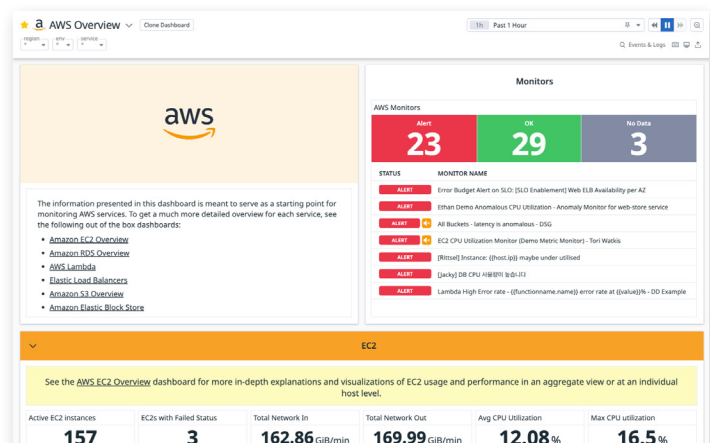 AWS Overview
Clone Dashboard
1h Past 1 Hour
region env service
* * *
Events & Logs
aws
The information presented in this dashboard is meant to serve as a starting point for
monitoring AWS services. To get a much more detailed overview for each service, see
the following out of the box dashboards:
• Amazon EC2 Overview
• Amazon RDS Overview
• AWS Lambda
• Elastic Load Balancers
• Amazon S3 Overview
• Amazon Elastic Block Store
Monitors
AWS Monitors
Alert OK No Data
23 29 3
STATUS MONITOR NAME
ALERT Error Budget Alert on SLO: [SLO Enablement] Web ELB Availability per AZ
ALERT Ethan Demo Anomalous CPU Utilization - Anomaly Monitor for web-store service
ALERT All Buckets - latency is anomalous - DSG
ALERT EC2 CPU Utilization Monitor (Demo Metric Monitor) - Tori Watkis
ALERT [Rittsel] Instance: {{host.ip}} maybe under utilised
ALERT [Jacky] DB CPU 사용량이 높습니다
ALERT Lambda High Error rate - {{functionname.name}} error rate at {{value}}% - DD Example
EC2
See the AWS EC2 Overview dashboard for more in-depth explanations and visualizations of EC2 usage and performance in an aggregate view or at an individual
host level.
Active EC2 instances EC2s with Failed Status Total Network In Total Network Out Avg CPU Utilization Max CPU utilization
157 3 162.86 GiB/min 169.99 GiB/min 12.08 % 16.5 %